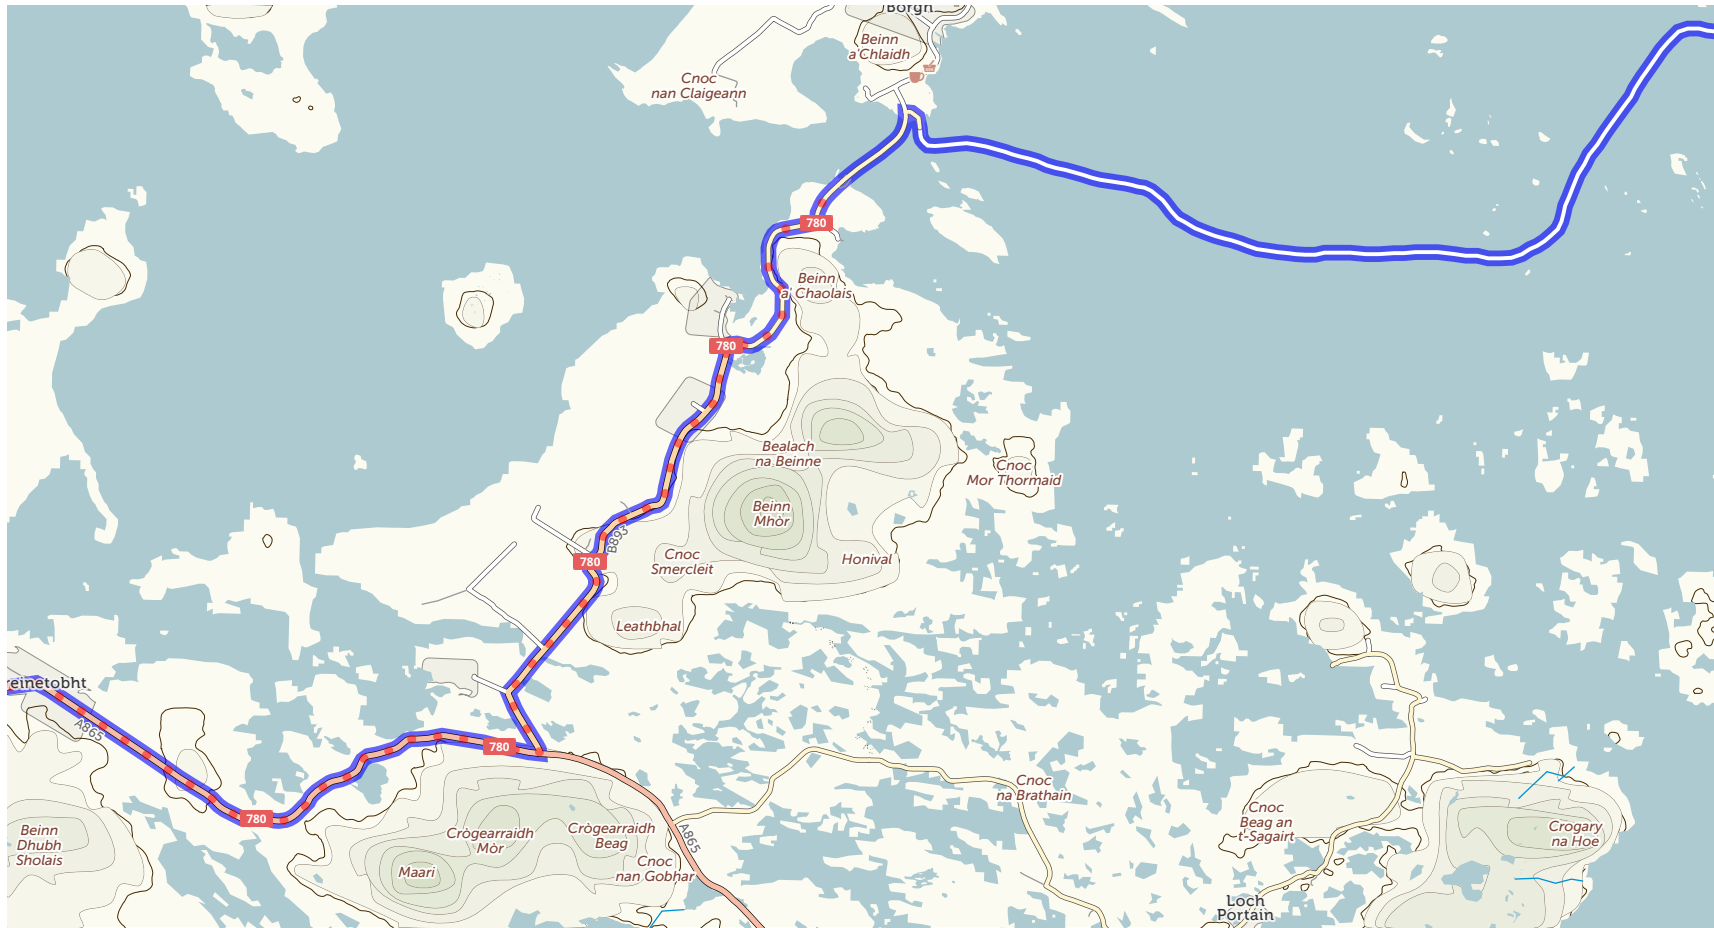 Borgh
Beinn
a'Chlaidh
Cnoc
nan Claigeann
780
Beinn
a' Chaolais
780
Bealach
na Beinne
Cnoc
Mor Thormaid
Beinn
Mhòr
B893
780
Cnoc
Smercleit
Honival
Leathbhal
reinetobht
A865
780
780
Cnoc
na Brathain
Cnoc
Beag an
t-Sagairt
Crogary
na Hoe
Beinn
Dhubh
Sholais
Crògearraidh
Mòr
Crògearraidh
Beag
A865
Maari
Cnoc
nan Gobhar
Loch
Portain